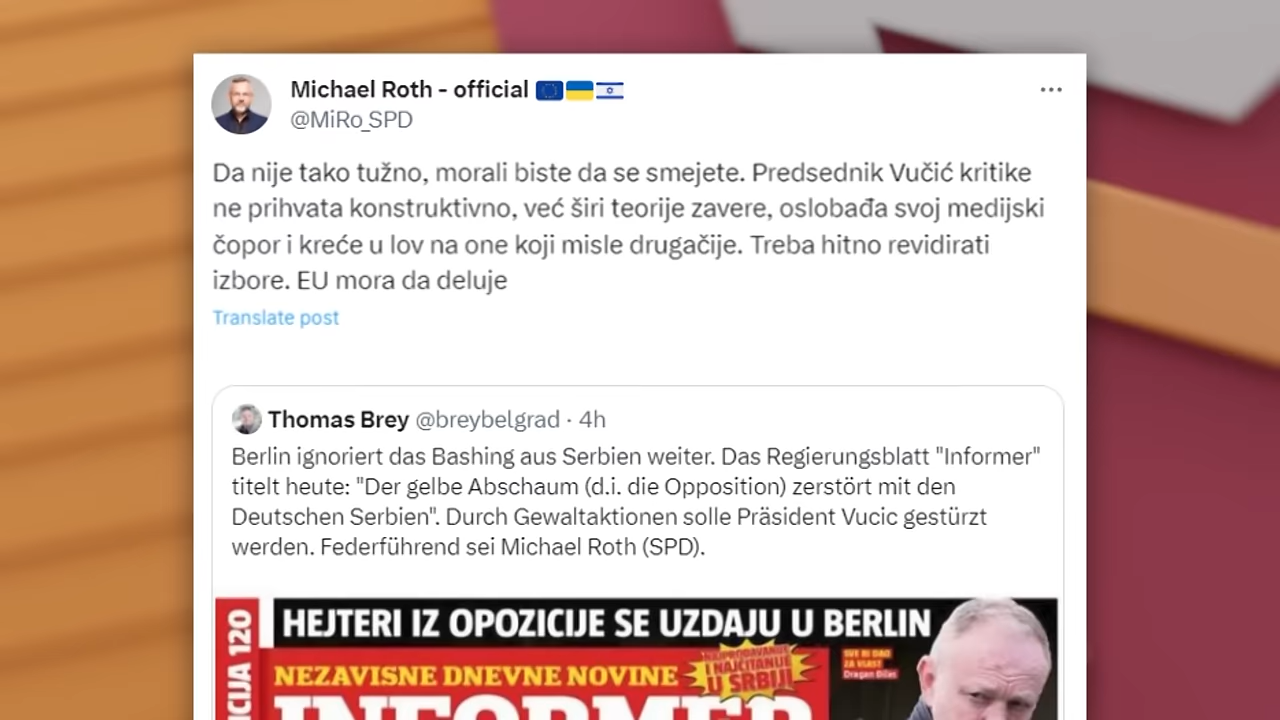 Michael Roth - official
@MiRo_SPD
Da nije tako tužno, morali biste da se smejete. Predsednik Vučić kritike
ne prihvata konstruktivno, već širi teorije zavere, oslobađa svoj medijski
čopor i kreće u lov na one koji misle drugačije. Treba hitno revidirati
izbore. EU mora da deluje
Translate post
Thomas Brey @breybelgrad · 4h
Berlin ignoriert das Bashing aus Serbien weiter. Das Regierungsblatt "Informer"
titelt heute: "Der gelbe Abschaum (d.i. die Opposition) zerstört mit den
Deutschen Serbien". Durch Gewaltaktionen solle Präsident Vucic gestürzt
werden. Federführend sei Michael Roth (SPD).
ICIJA 120
HEJTERI IZ OPOZICIJE SE UZDAJU U BERLIN
NEZAVISNE DNEVNE NOVINE
NAJPRODAVANIJE
I NAJČITANIJE
U SRBIJI
INFORMER
SVE BI DAO
ZA VLAST
Dragan Đilas